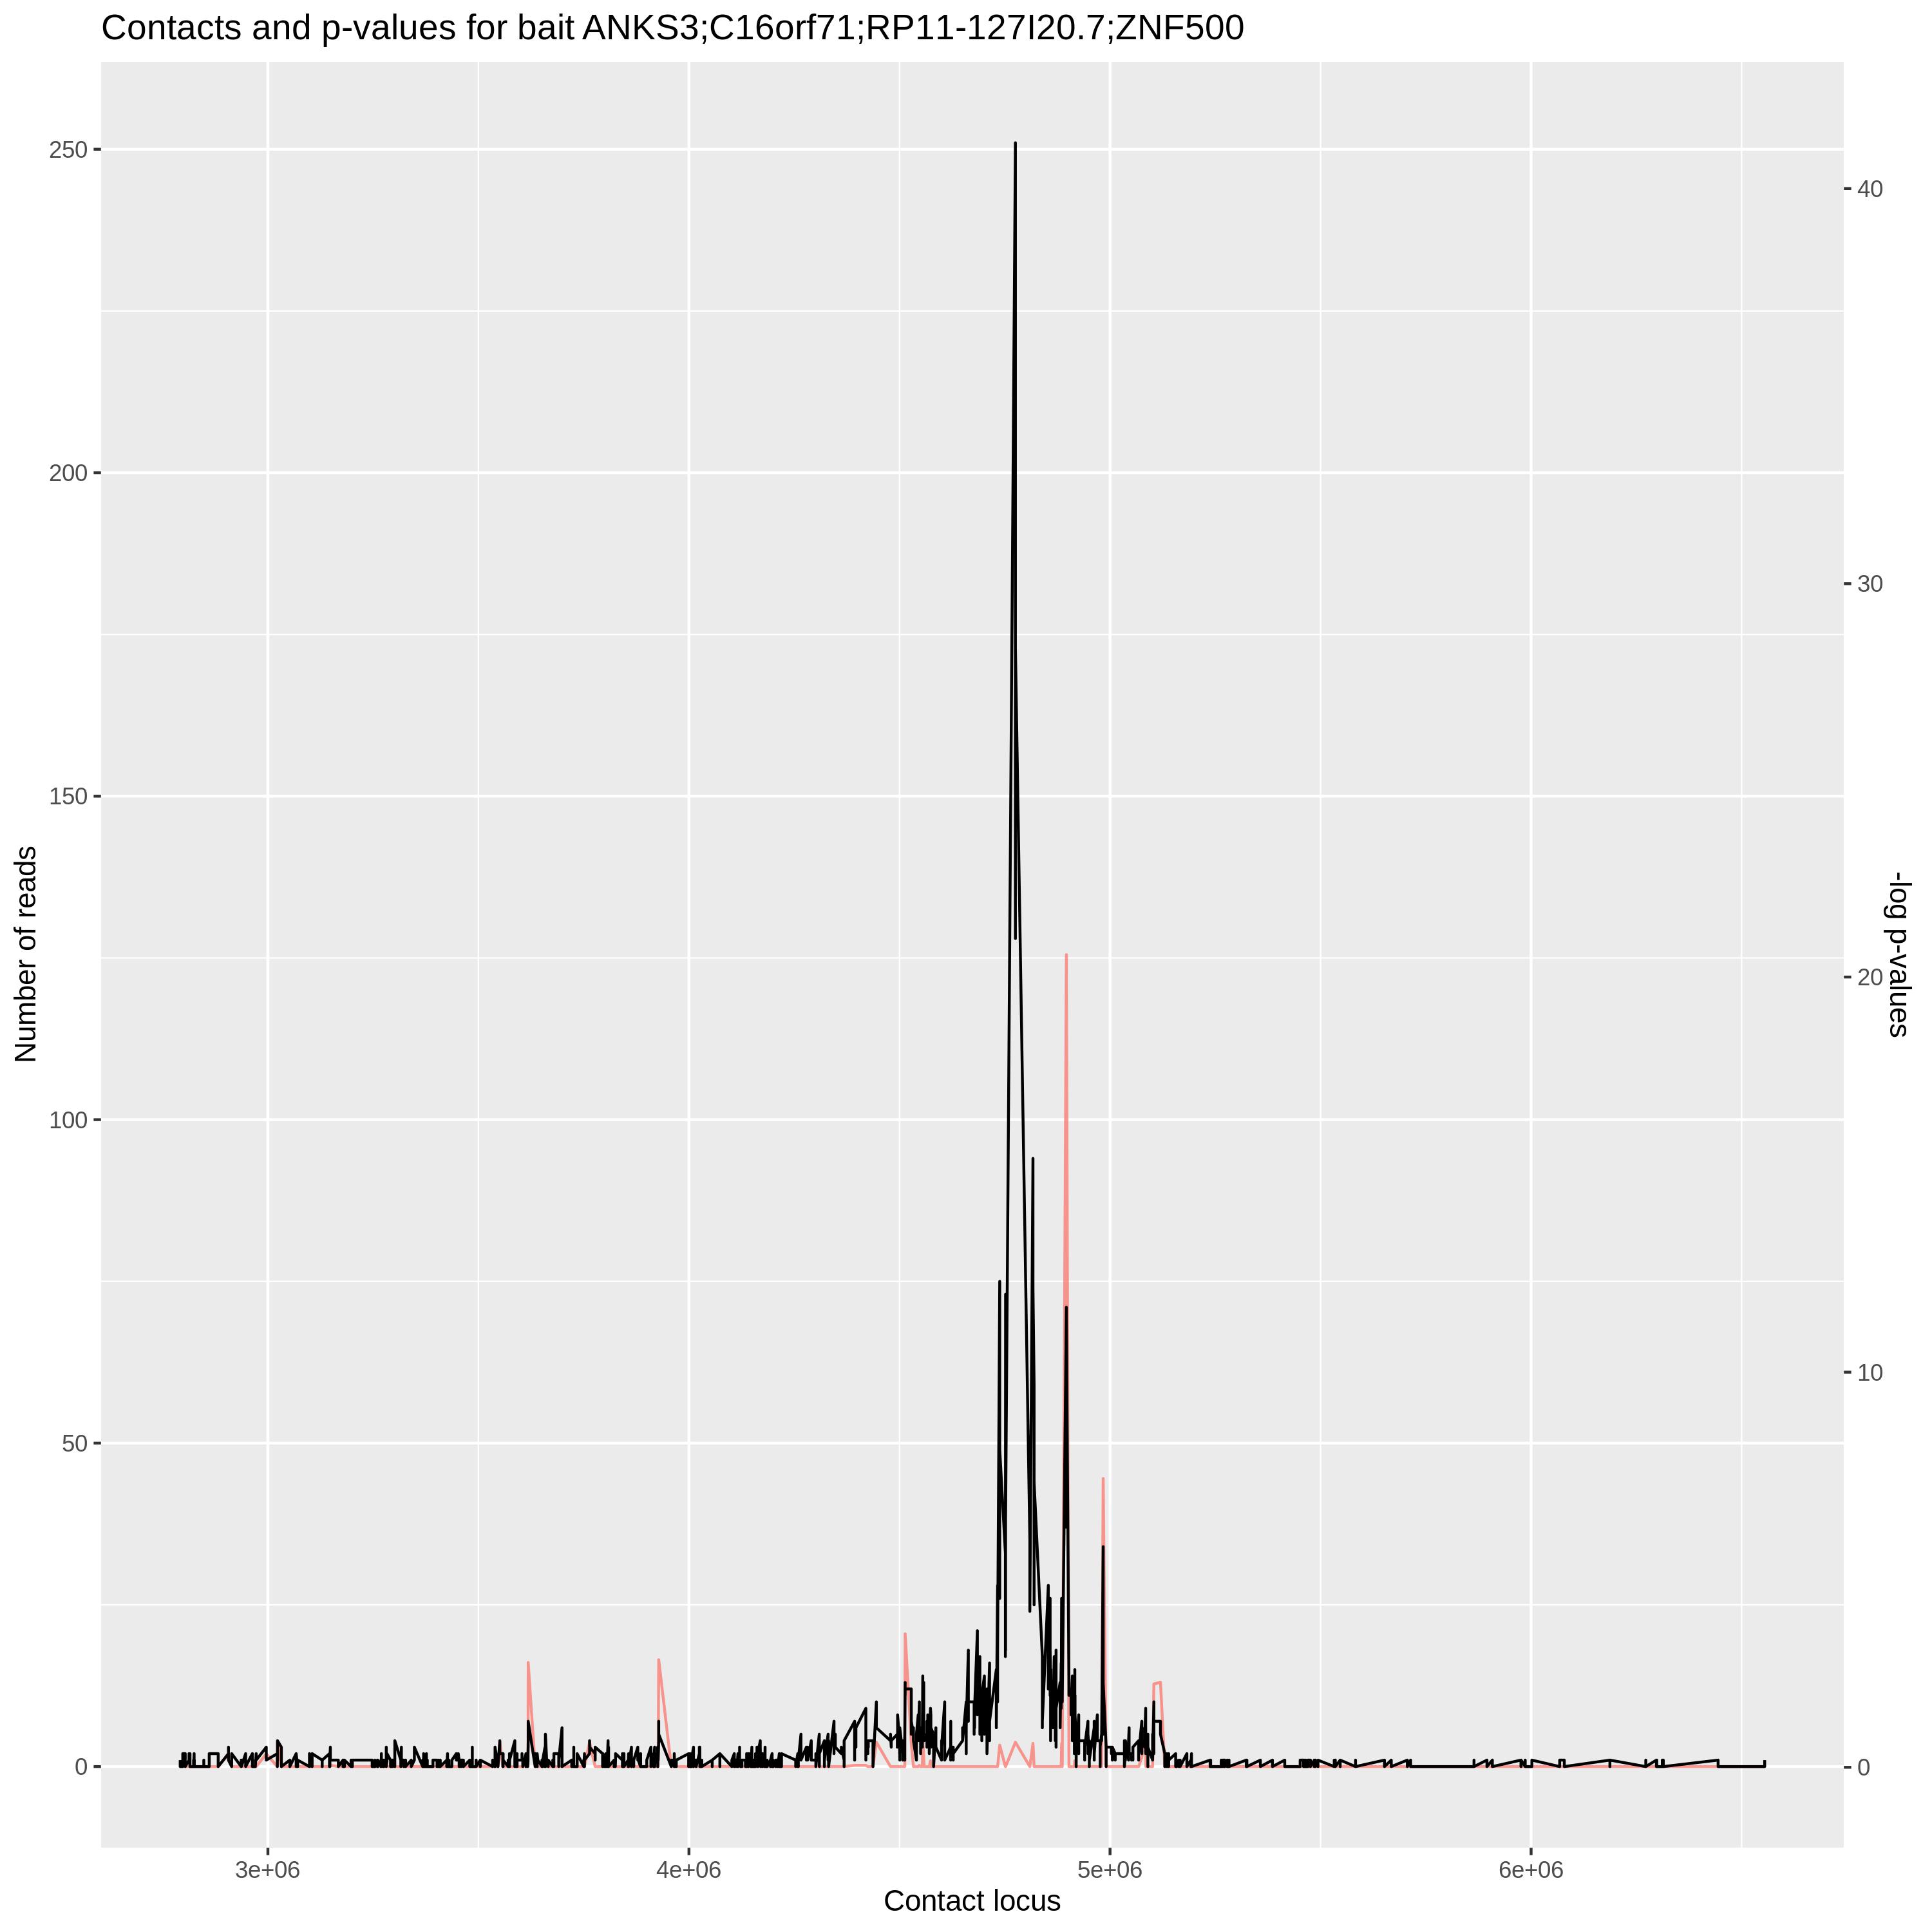 Contacts and p-values for bait ANKS3;C16orf71;RP11-127I20.7;ZNF500
250
200
150
100
50
0
Number of reads
40
30
20
10
0
-log p-values
3e+06
4e+06
5e+06
6e+06
Contact locus